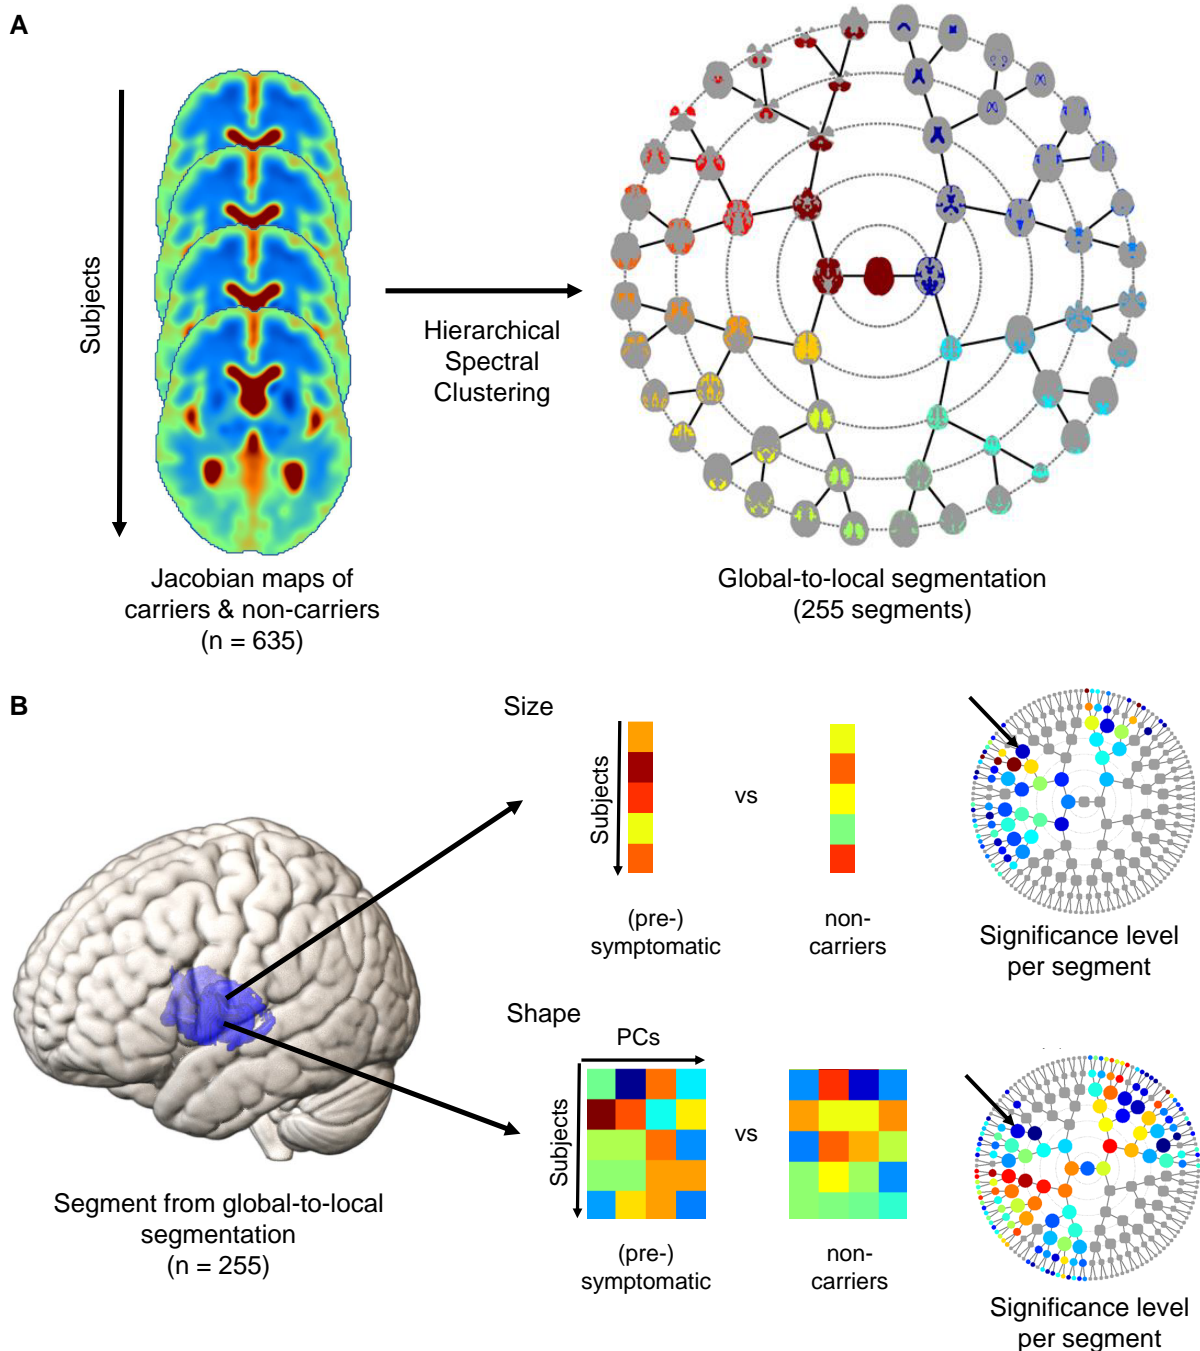 A
Subjects
Hierarchical
Spectral
Clustering
Jacobian maps of
carriers & non-carriers
(n = 635)
Global-to-local segmentation
(255 segments)
B
Size
Subjects
vs
(pre-)
symptomatic
non-
carriers
Significance level
per segment
Shape
PCs
Subjects
vs
(pre-)
symptomatic
non-
carriers
Significance level
per segment
Segment from global-to-local
segmentation
(n = 255)